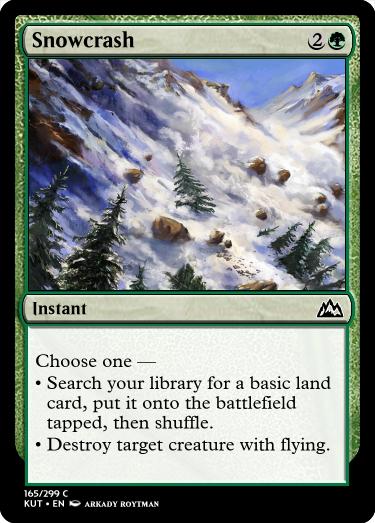 Snowcrash 2
Instant
Choose one —
• Search your library for a basic land
card, put it onto the battlefield
tapped, then shuffle.
• Destroy target creature with flying.
165/299 C
KUT • EN ARKADY ROYTMAN